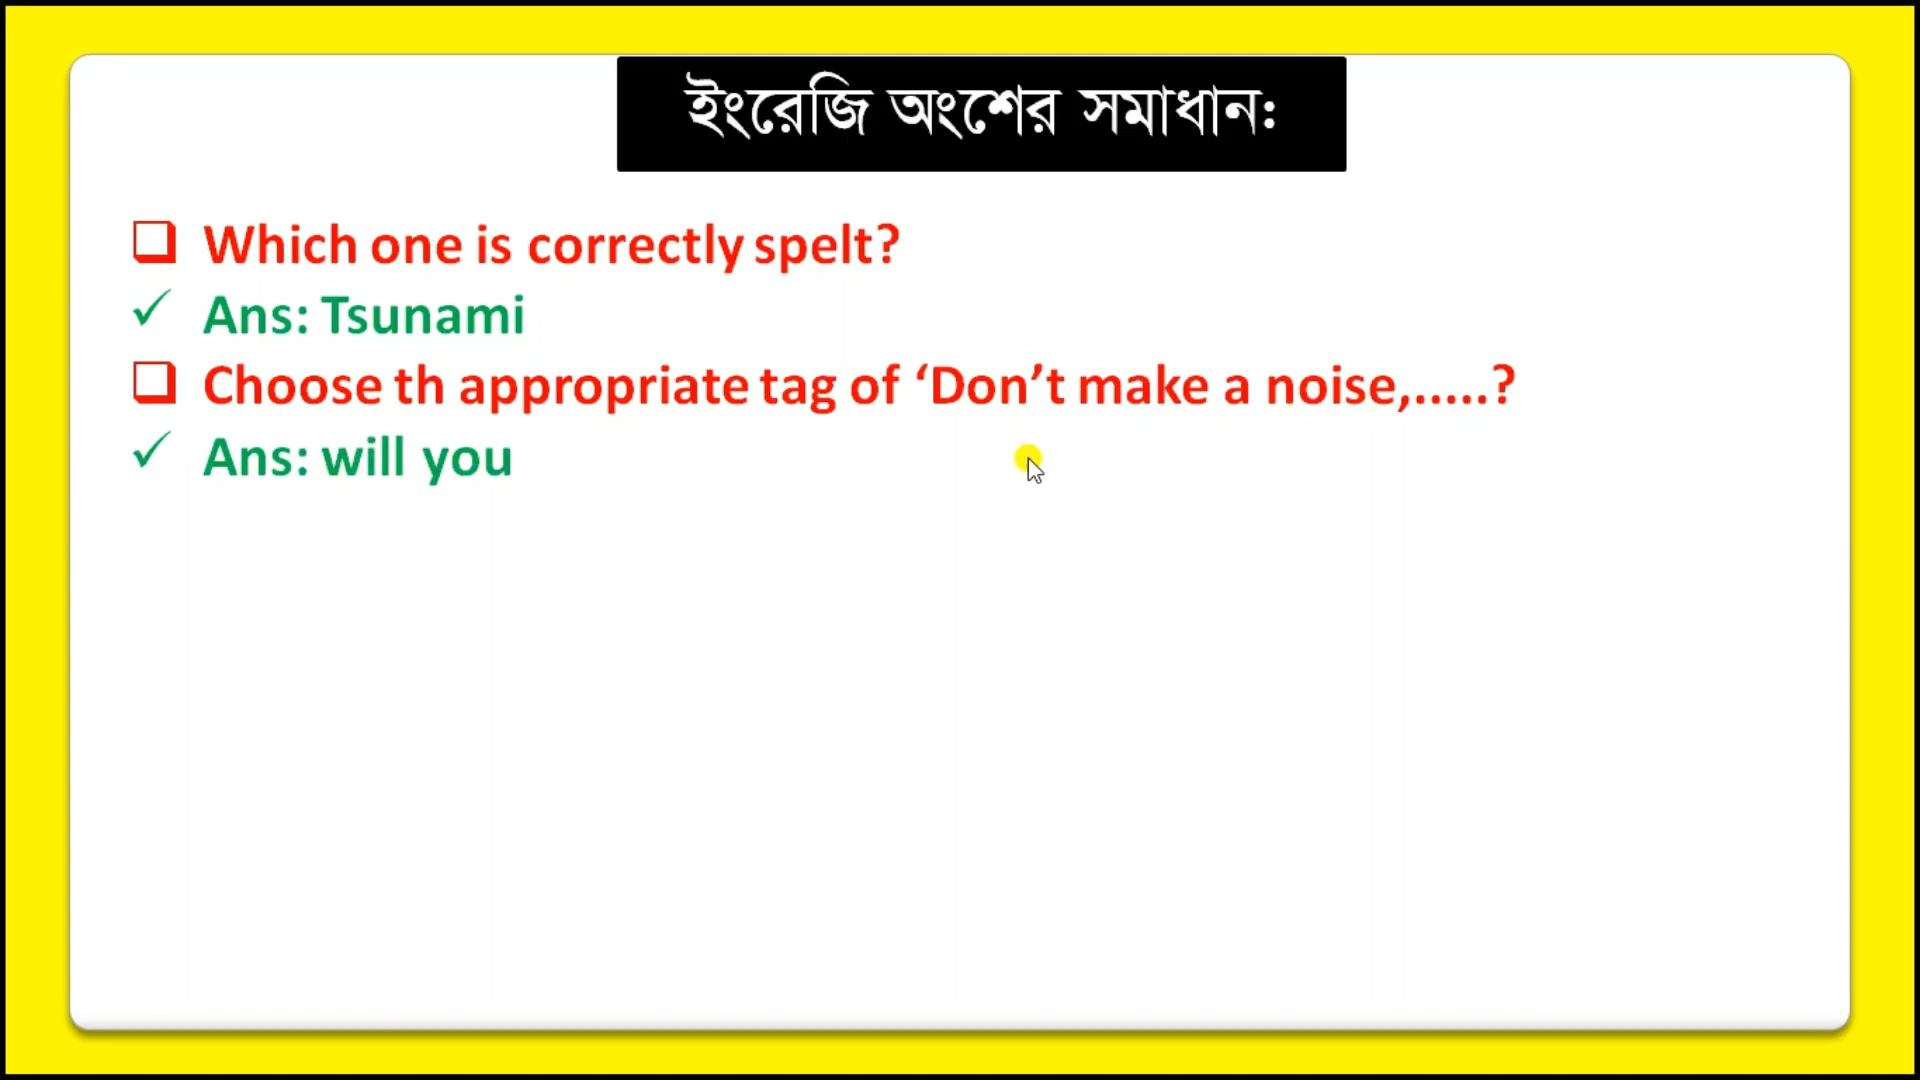 ইংরেজি অংশের সমাধান:
Which one is correctly spelt?
Ans: Tsunami
Choose th appropriate tag of ‘Don’t make a noise,.....?
Ans: will you